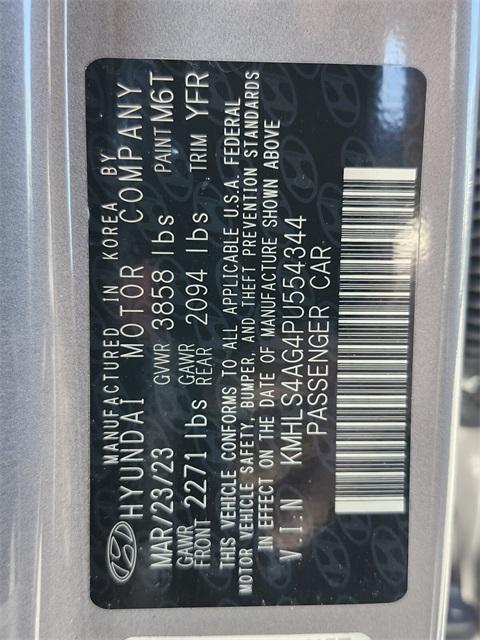 MANUFACTURED IN KOREA BY
HYUNDAI MOTOR COMPANY
MAR/23/23 GVWR 3858 lbs PAINT M6T
GAWR FRONT 2271 lbs GAWR REAR 2094 lbs TRIM YFR
THIS VEHICLE CONFORMS TO ALL APPLICABLE U.S.A. FEDERAL
MOTOR VEHICLE SAFETY, BUMPER, AND THEFT PREVENTION STANDARDS
IN EFFECT ON THE DATE OF MANUFACTURE SHOWN ABOVE
V.I.N KMHLS4AG4PU554344
PASSENGER CAR